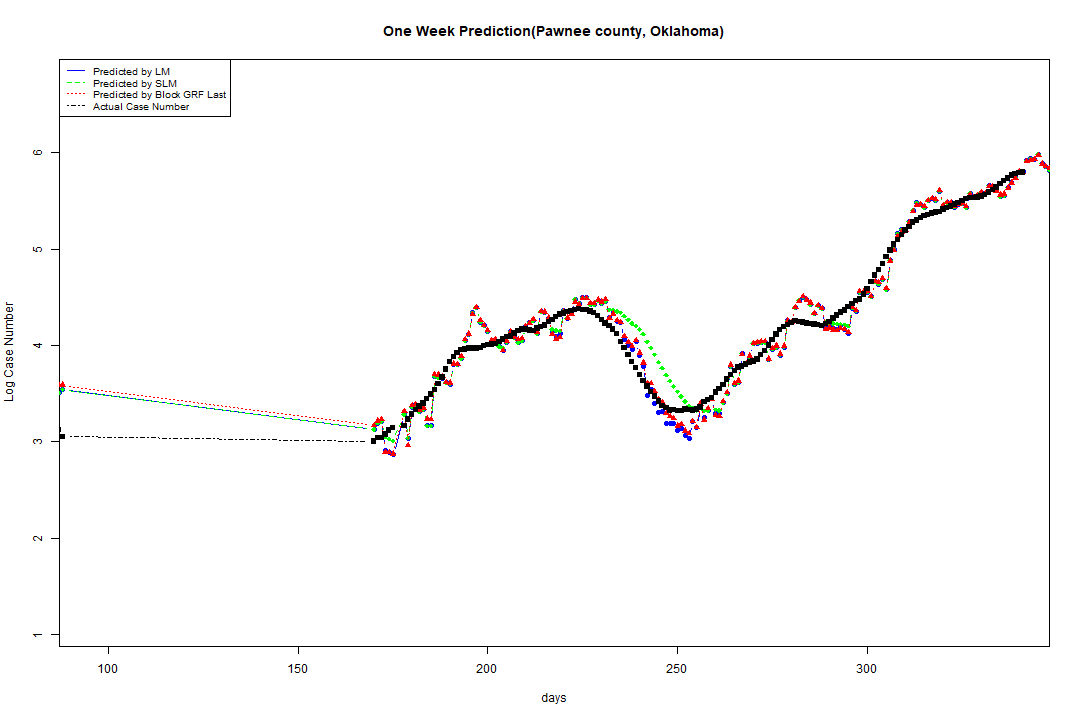 One Week Prediction(Pawnee county, Oklahoma)
Predicted by LM
Predicted by SLM
Predicted by Block GRF Last
Actual Case Number
Log Case Number
6
5
4
3
2
1
100 150 200 250 300
days